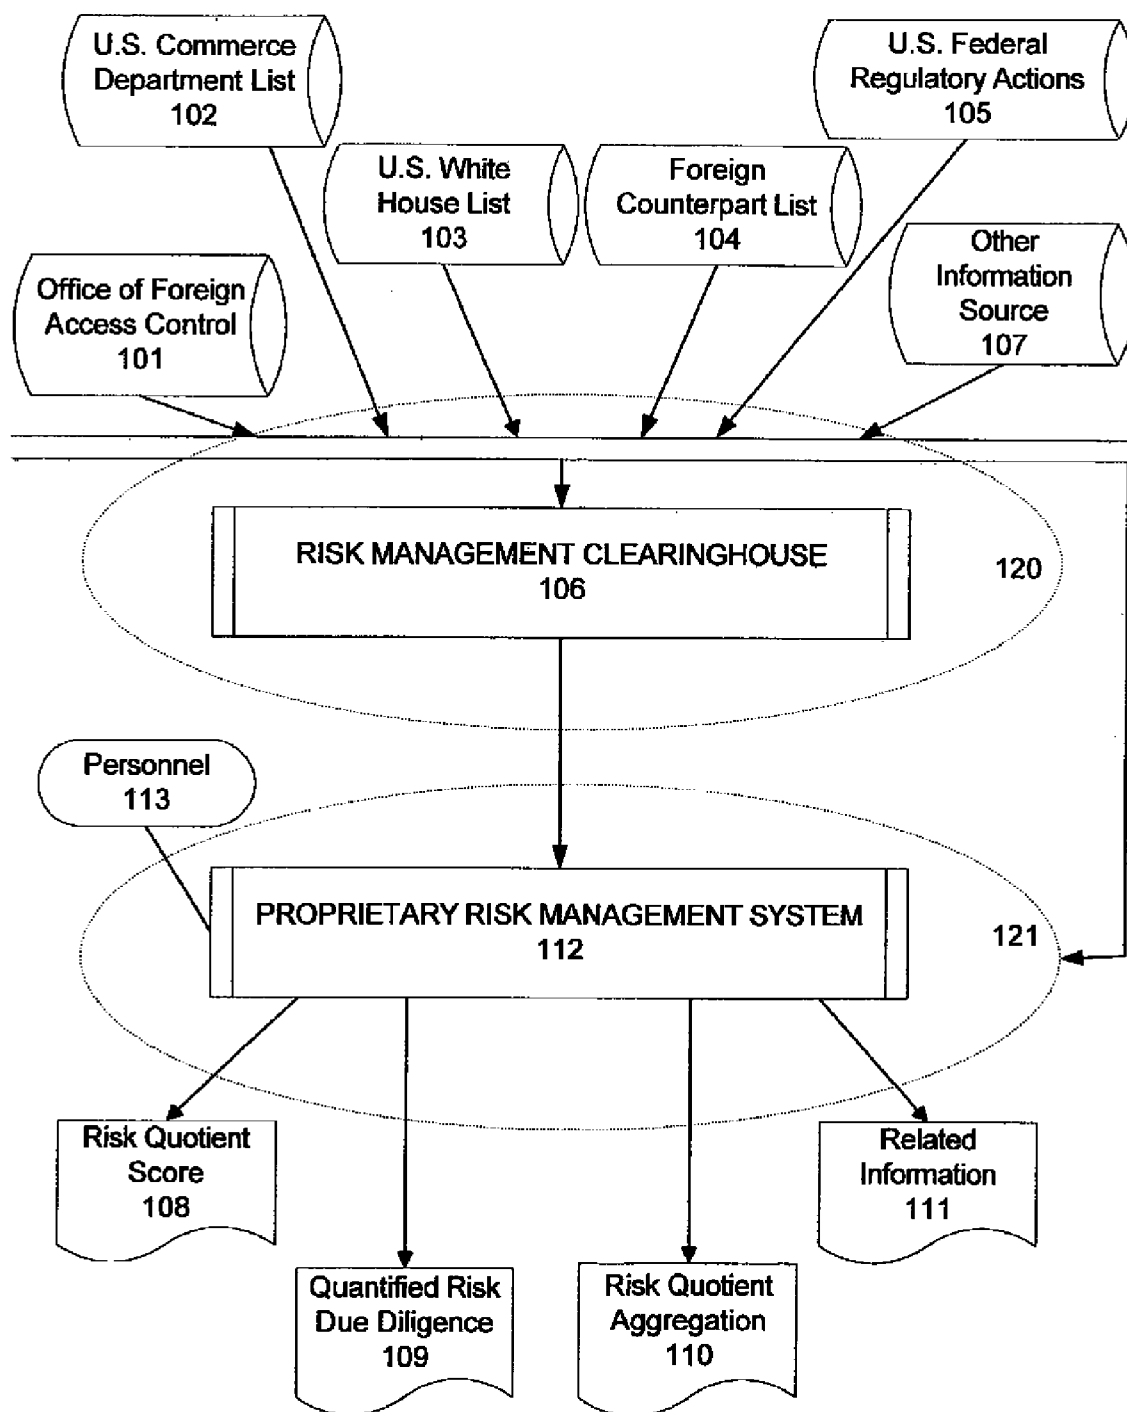 U.S. Commerce
Department List
102
U.S. Federal
Regulatory Actions
105
U.S. White
House List
103
Foreign
Counterpart List
104
Office of Foreign
Access Control
101
Other
Information
Source
107
RISK MANAGEMENT CLEARINGHOUSE
106
120
Personnel
113
PROPRIETARY RISK MANAGEMENT SYSTEM
112
121
Risk Quotient
Score
108
Related
Information
111
Quantified Risk
Due Diligence
109
Risk Quotient
Aggregation
110